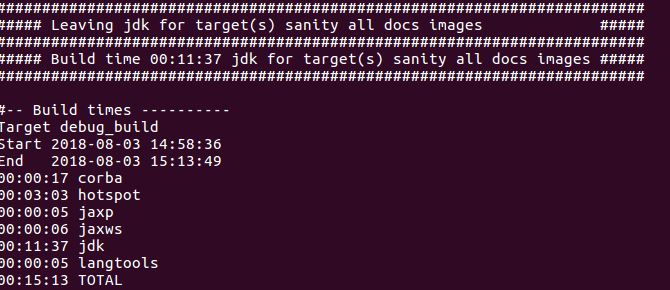 ########################################################################
##### Leaving jdk for target(s) sanity all docs images             #####
########################################################################
##### Build time 00:11:37 jdk for target(s) sanity all docs images #####
########################################################################
#-- Build times ----------
Target debug_build
Start 2018-08-03 14:58:36
End   2018-08-03 15:13:49
00:00:17 corba
00:03:03 hotspot
00:00:05 jaxp
00:00:06 jaxws
00:11:37 jdk
00:00:05 langtools
00:15:13 TOTAL